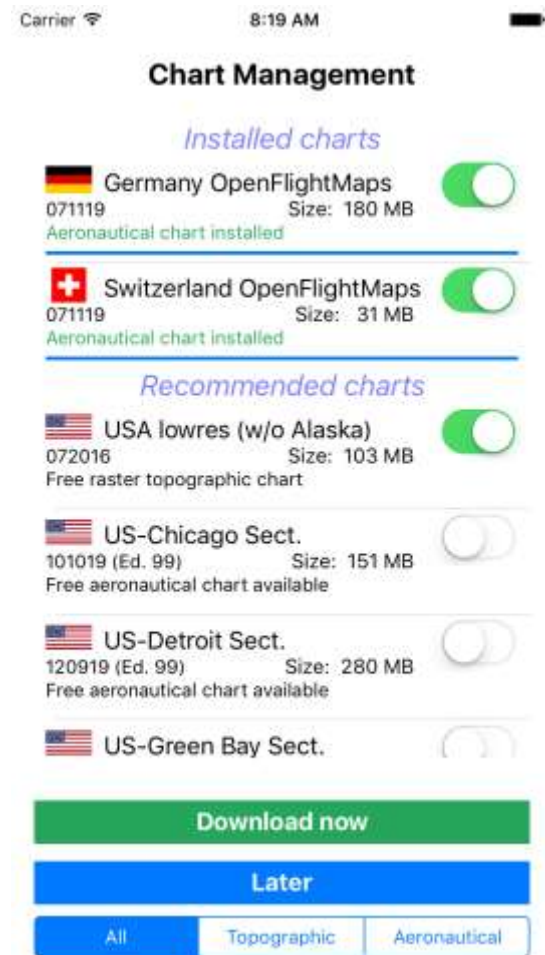 Carrier 8:19 AM
Chart Management
Installed charts
Germany OpenFlightMaps
071119 Size: 180 MB
Aeronautical chart installed
Switzerland OpenFlightMaps
071119 Size: 31 MB
Aeronautical chart installed
Recommended charts
USA lowres (w/o Alaska)
072016 Size: 103 MB
Free raster topographic chart
US-Chicago Sect.
101019 (Ed. 99) Size: 151 MB
Free aeronautical chart available
US-Detroit Sect.
120919 (Ed. 99) Size: 280 MB
Free aeronautical chart available
US-Green Bay Sect.
Download now
Later
All Topographic Aeronautical